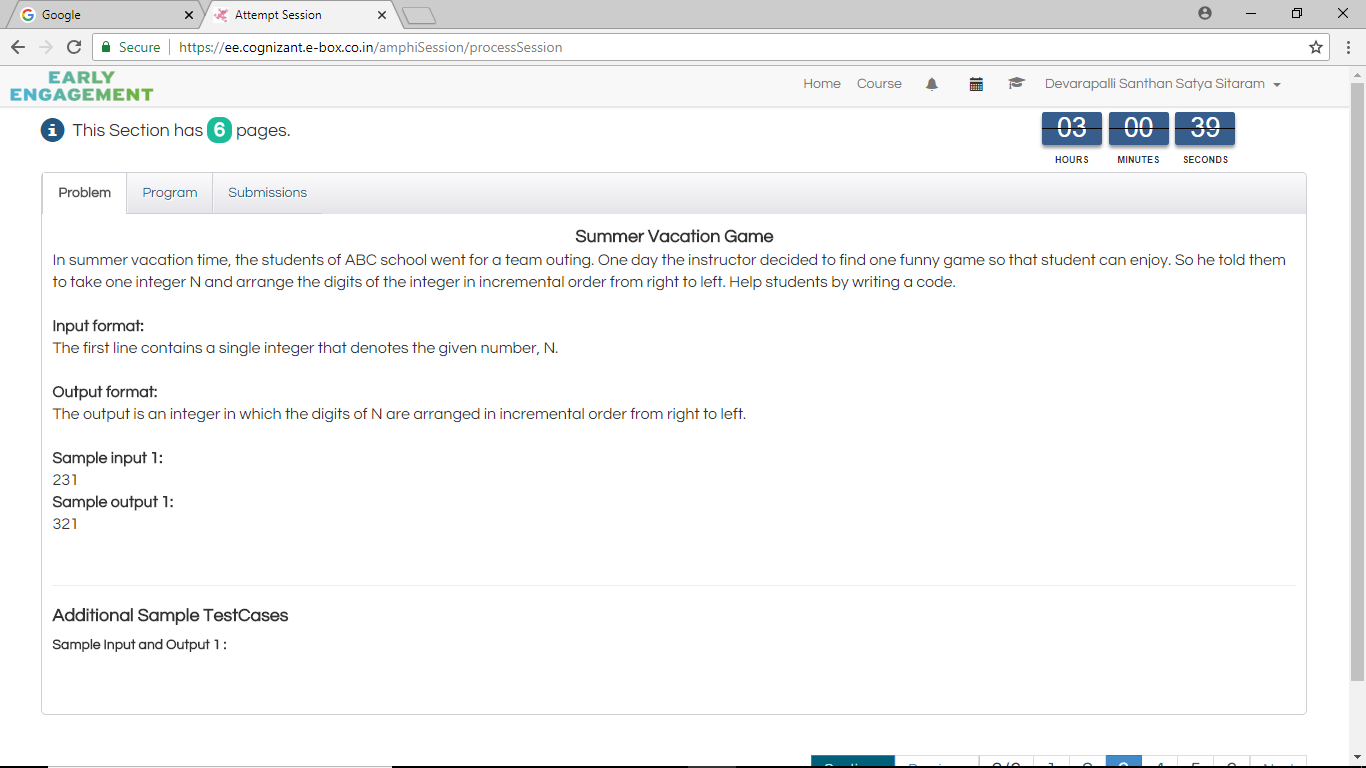 Google
Attempt Session
Secure
https://ee.cognizant.e-box.co.in/amphiSession/processSession
EARLY
ENGAGEMENT
Home Course Devarapalli Santhan Satya Sitaram
This Section has 6 pages.
03 00 39
HOURS MINUTES SECONDS
Problem Program Submissions
Summer Vacation Game
In summer vacation time, the students of ABC school went for a team outing. One day the instructor decided to find one funny game so that student can enjoy. So he told them
to take one integer N and arrange the digits of the integer in incremental order from right to left. Help students by writing a code.
Input format:
The first line contains a single integer that denotes the given number, N.
Output format:
The output is an integer in which the digits of N are arranged in incremental order from right to left.
Sample input 1:
231
Sample output 1:
321
Additional Sample TestCases
Sample Input and Output 1 :